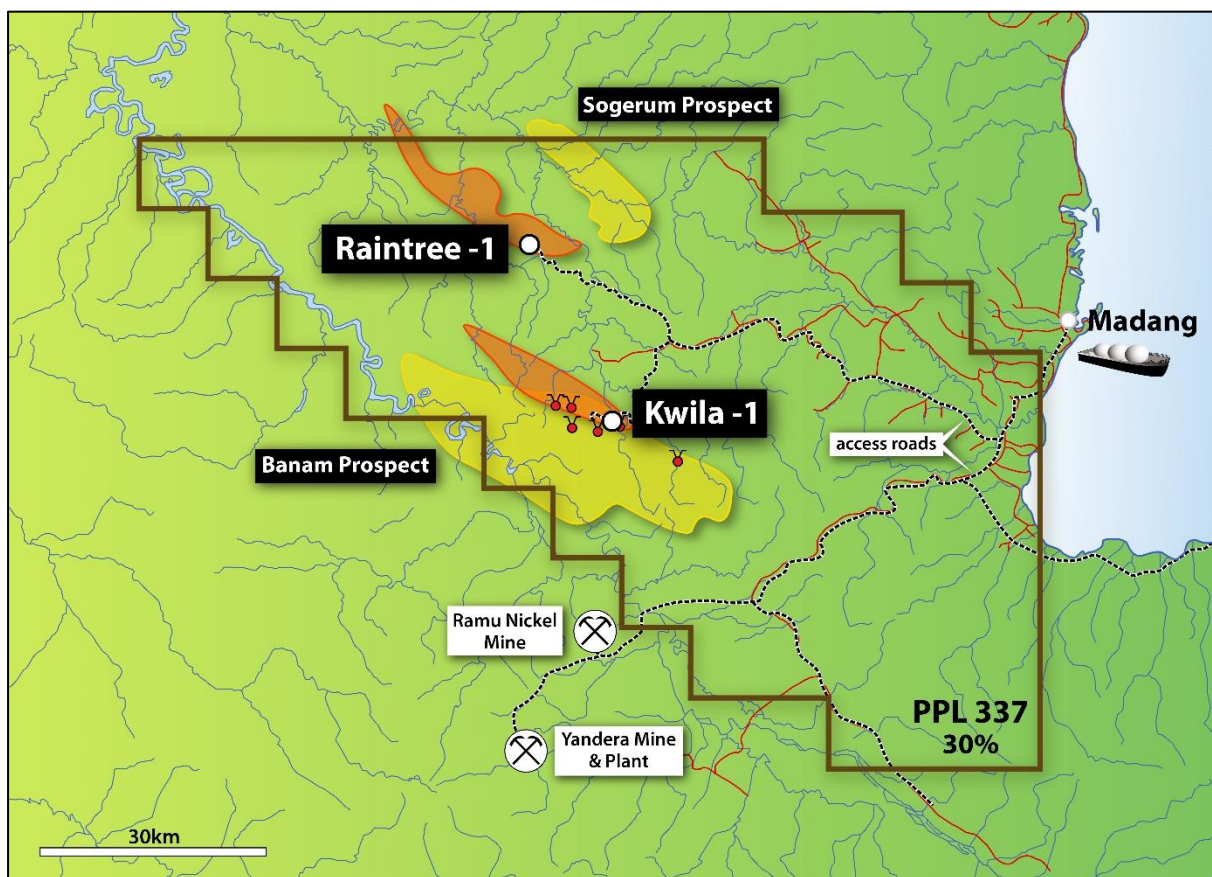 Sogerum Prospect
Raintree -1
Madang
Kwila -1
access roads
Banam Prospect
Ramu Nickel
Mine
PPL 337
30%
Yandera Mine
& Plant
30km